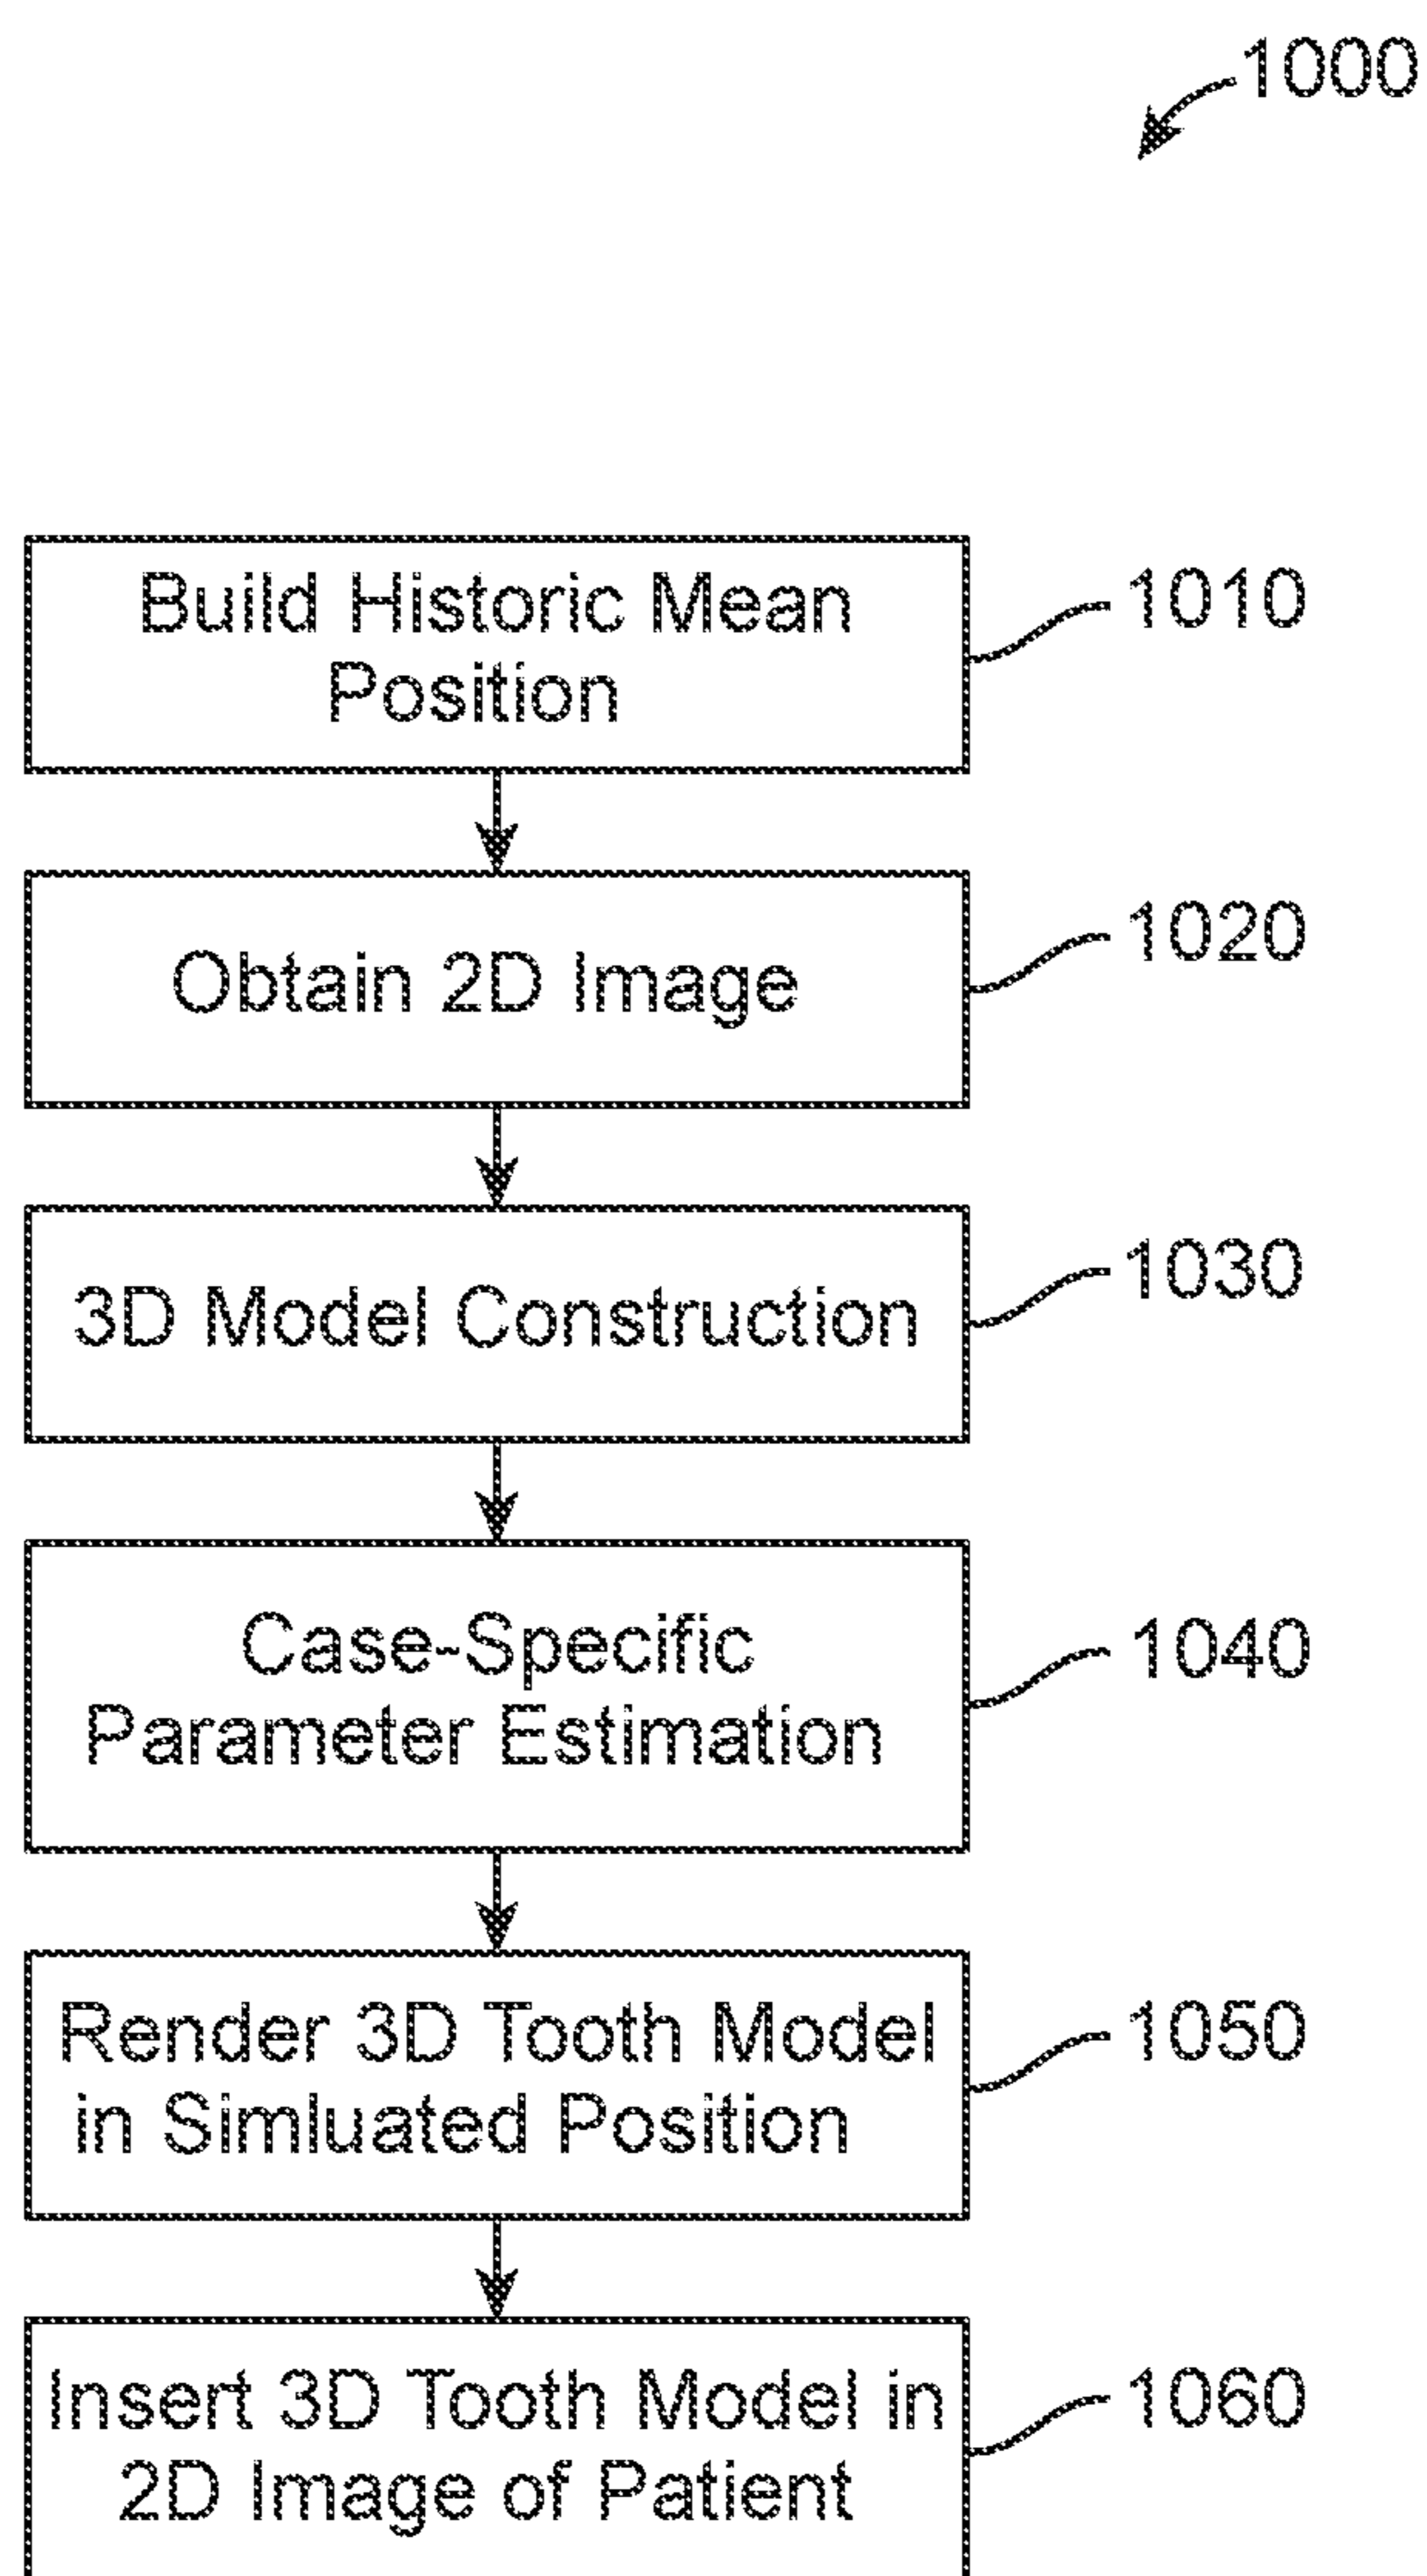 1000
Build Historic Mean
Position
1010
Obtain 2D Image
1020
3D Model Construction
1030
Case-Specific
Parameter Estimation
1040
Render 3D Tooth Model
in Simluated Position
1050
Insert 3D Tooth Model in
2D Image of Patient
1060